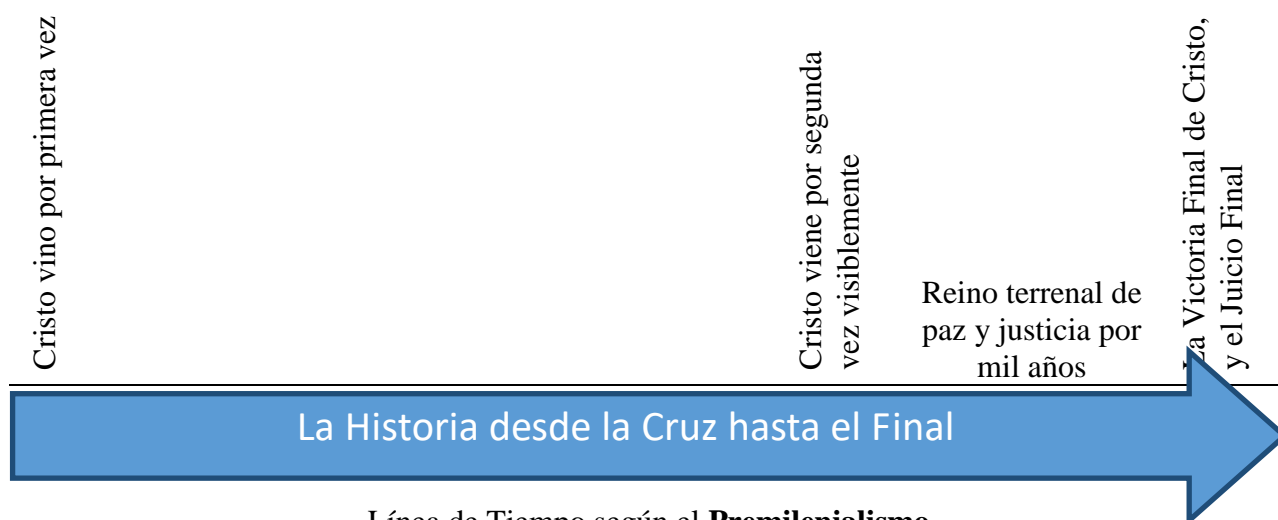 Cristo vino por primera vez
Cristo viene por segunda
vez visiblemente
Reino terrenal de
paz y justicia por
mil años
La Victoria Final de Cristo,
y el Juicio Final
La Historia desde la Cruz hasta el Final
Línea de Tiempo según el Premilenialismo